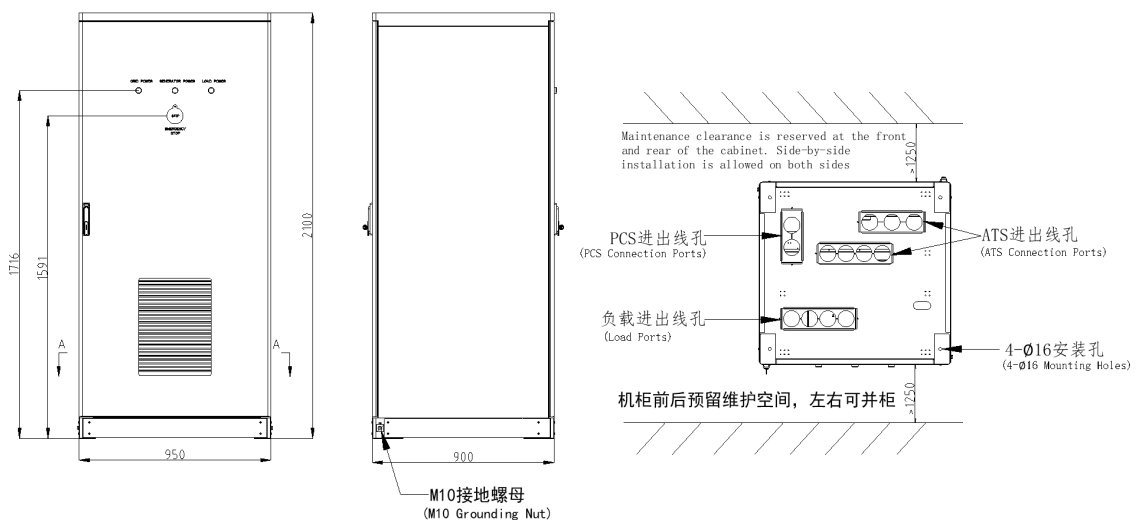 GRID POWER
GENERATOR POWER
LOAD POWER
STOP
EMERGENCY
STOP
1716
1591
2100
A
A
950
900
M10接地螺母
(M10 Grounding Nut)
Maintenance clearance is reserved at the front
and rear of the cabinet. Side-by-side
installation is allowed on both sides
>1250
PCS进出线孔
(PCS Connection Ports)
ATS进出线孔
(ATS Connection Ports)
负载进出线孔
(Load Ports)
4-Ø16安装孔
(4-Ø16 Mounting Holes)
机柜前后预留维护空间，左右可并柜
>1250